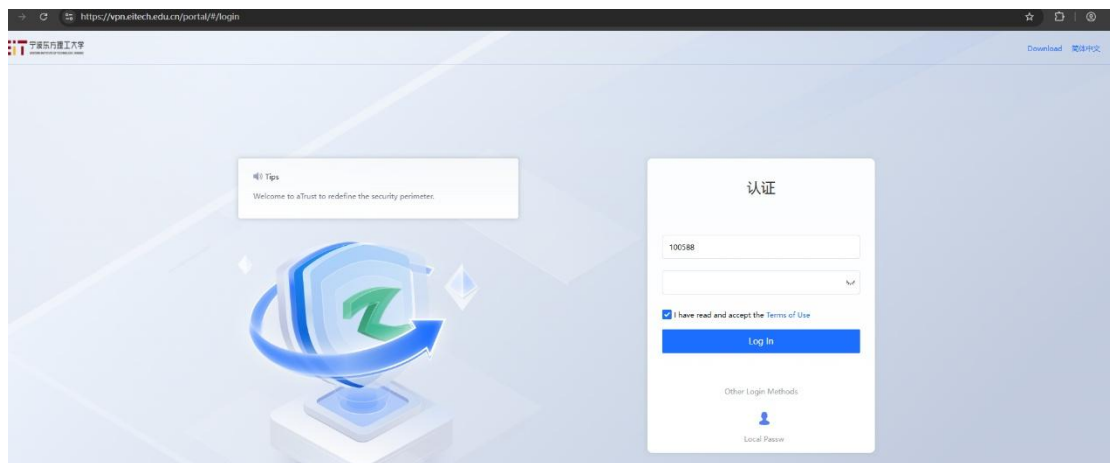 https://vpn.eitech.edu.cn/portal/#/login
宁波东方理工大学
Download 简体中文
Tips
Welcome to aTrust to redefine the security perimeter.
认证
100588
I have read and accept the Terms of Use
Log In
Other Login Methods
Local Passw